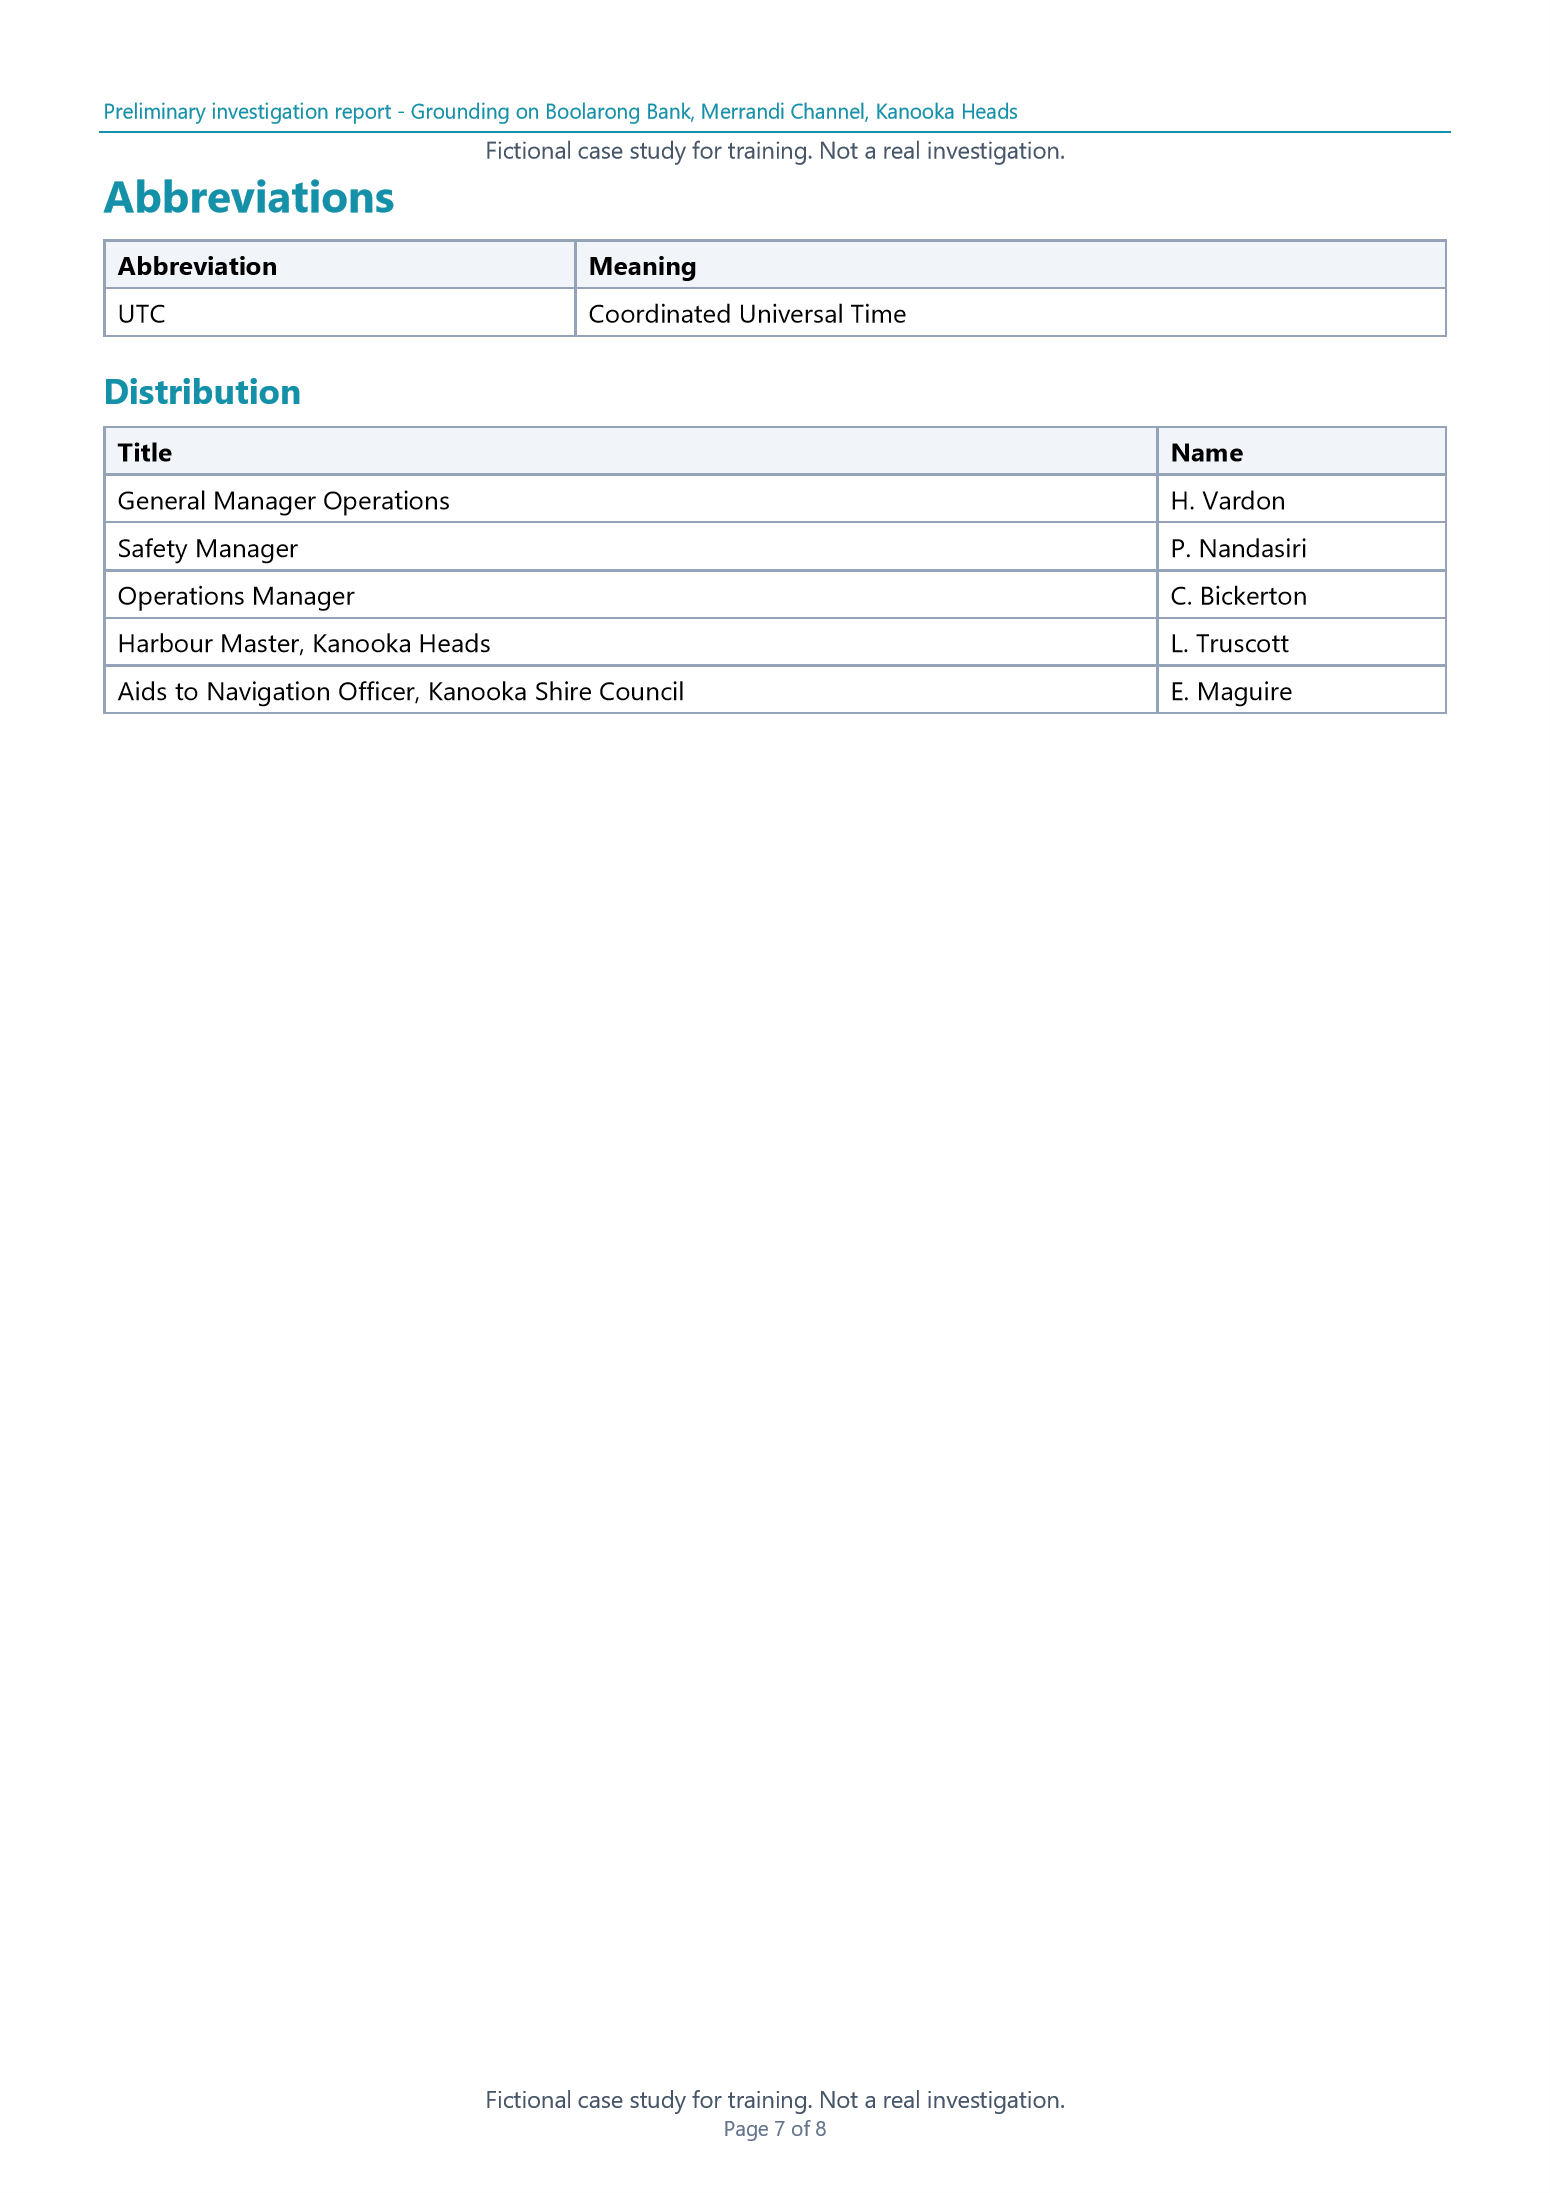 Preliminary investigation report - Grounding on Boolarong Bank, Merrandi Channel, Kanooka Heads
Fictional case study for training. Not a real investigation.
Abbreviations
Abbreviation Meaning
UTC Coordinated Universal Time
Distribution
Title Name
General Manager Operations H. Vardon
Safety Manager P. Nandasiri
Operations Manager C. Bickerton
Harbour Master, Kanooka Heads L. Truscott
Aids to Navigation Officer, Kanooka Shire Council E. Maguire
Fictional case study for training. Not a real investigation.
Page 7 of 8